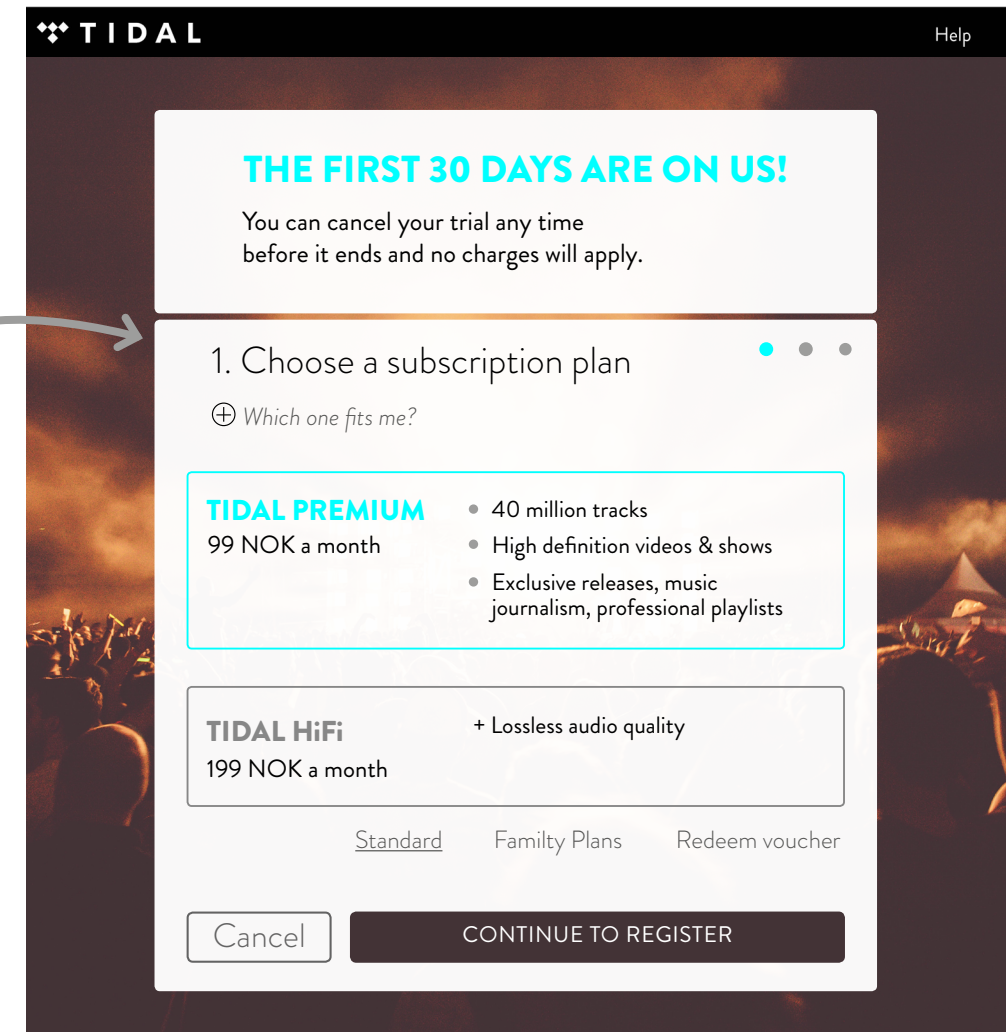 TIDAL
Help
THE FIRST 30 DAYS ARE ON US!
You can cancel your trial any time
before it ends and no charges will apply.
1. Choose a subscription plan
Which one fits me?
TIDAL PREMIUM
99 NOK a month
40 million tracks
High definition videos & shows
Exclusive releases, music
journalism, professional playlists
TIDAL HiFi
199 NOK a month
+ Lossless audio quality
Standard
Familty Plans
Redeem voucher
Cancel
CONTINUE TO REGISTER